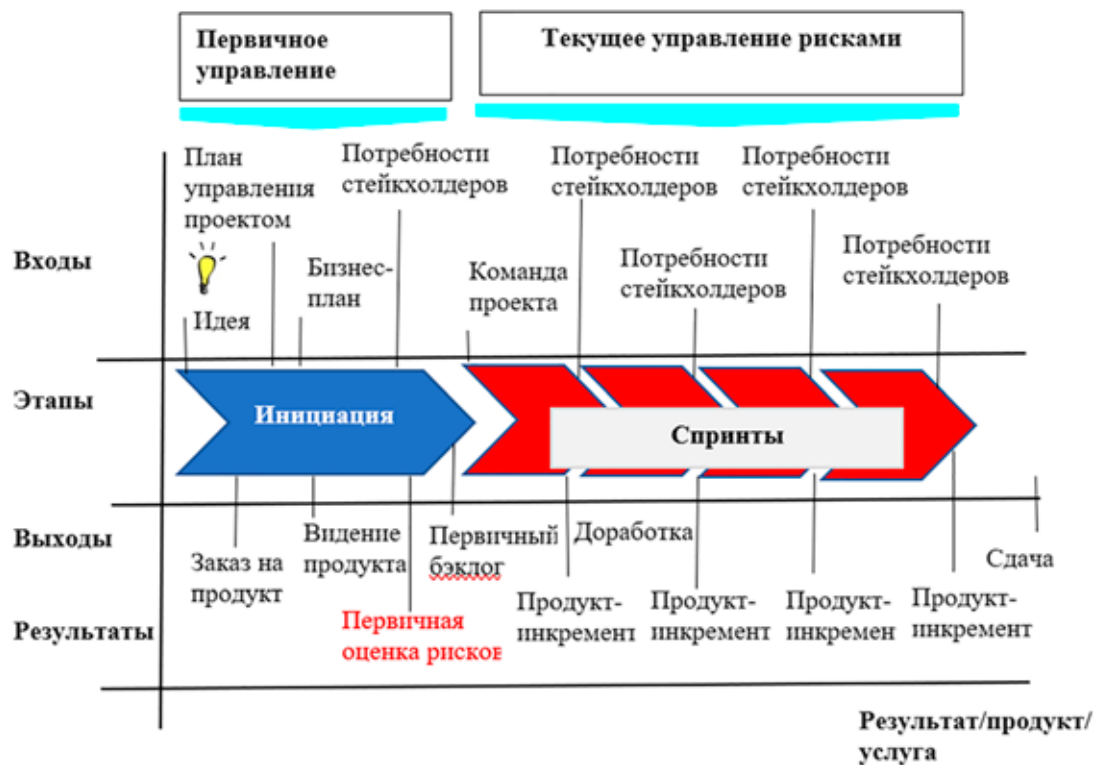 Первичное
управление
Текущее управление рисками
План
управления
проектом
Потребности
стейкхолдеров
Потребности
стейкхолдеров
Потребности
стейкхолдеров
Входы
Идея
Бизнес-
план
Команда
проекта
Потребности
стейкхолдеров
Потребности
стейкхолдеров
Этапы
Инициация
Спринты
Выходы
Заказ на
продукт
Видение
продукта
Первичный
бэклог
Доработка
Сдача
Результаты
Первичная
оценка рисков
Продукт-
инкремент
Продукт-
инкремент
Продукт-
инкремен
Продукт-
инкремент
Результат/продукт/
услуга